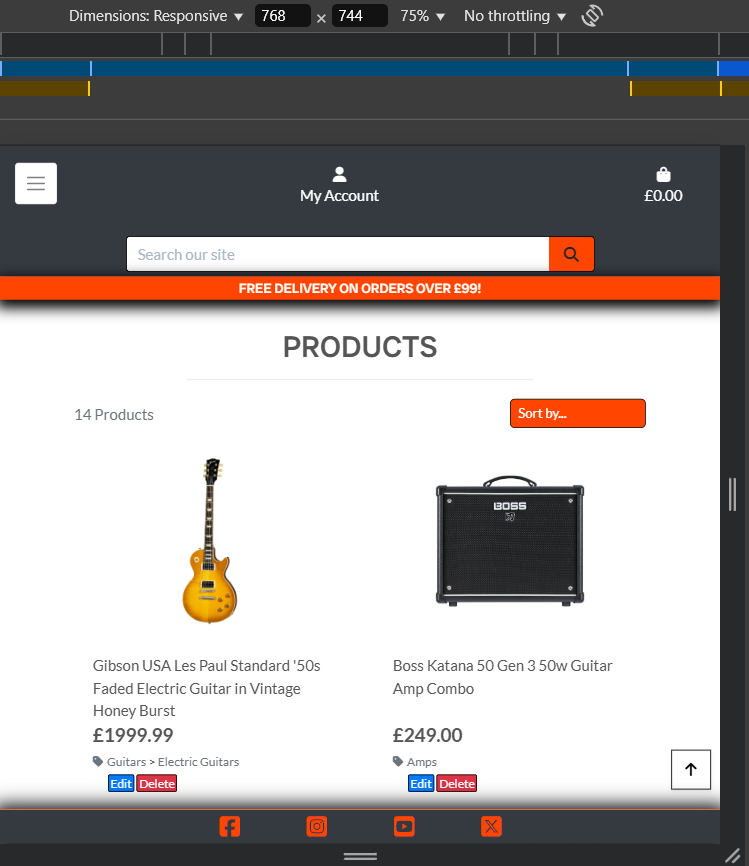 Dimensions: Responsive 768 × 744 75% No throttling
My Account
£0.00
Search our site
FREE DELIVERY ON ORDERS OVER £99!
PRODUCTS
14 Products
Sort by...
BOSS
Gibson USA Les Paul Standard '50s
Faded Electric Guitar in Vintage
Honey Burst
£1999.99
Guitars > Electric Guitars
Edit Delete
Boss Katana 50 Gen 3 50w Guitar
Amp Combo
£249.00
Amps
Edit Delete